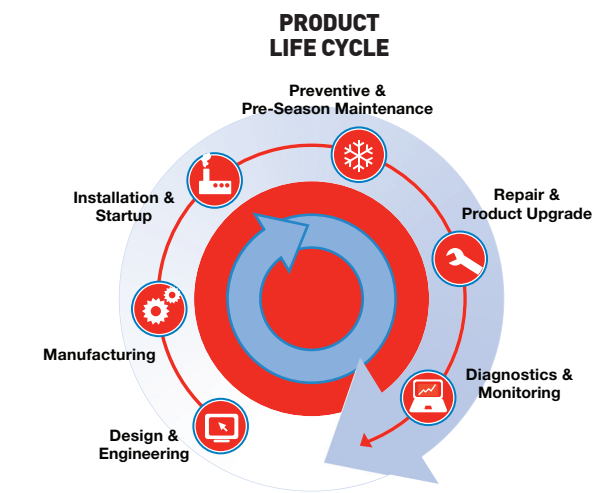 PRODUCT
LIFE CYCLE
Preventive &
Pre-Season Maintenance
Installation &
Startup
Repair &
Product Upgrade
Manufacturing
Diagnostics &
Monitoring
Design &
Engineering